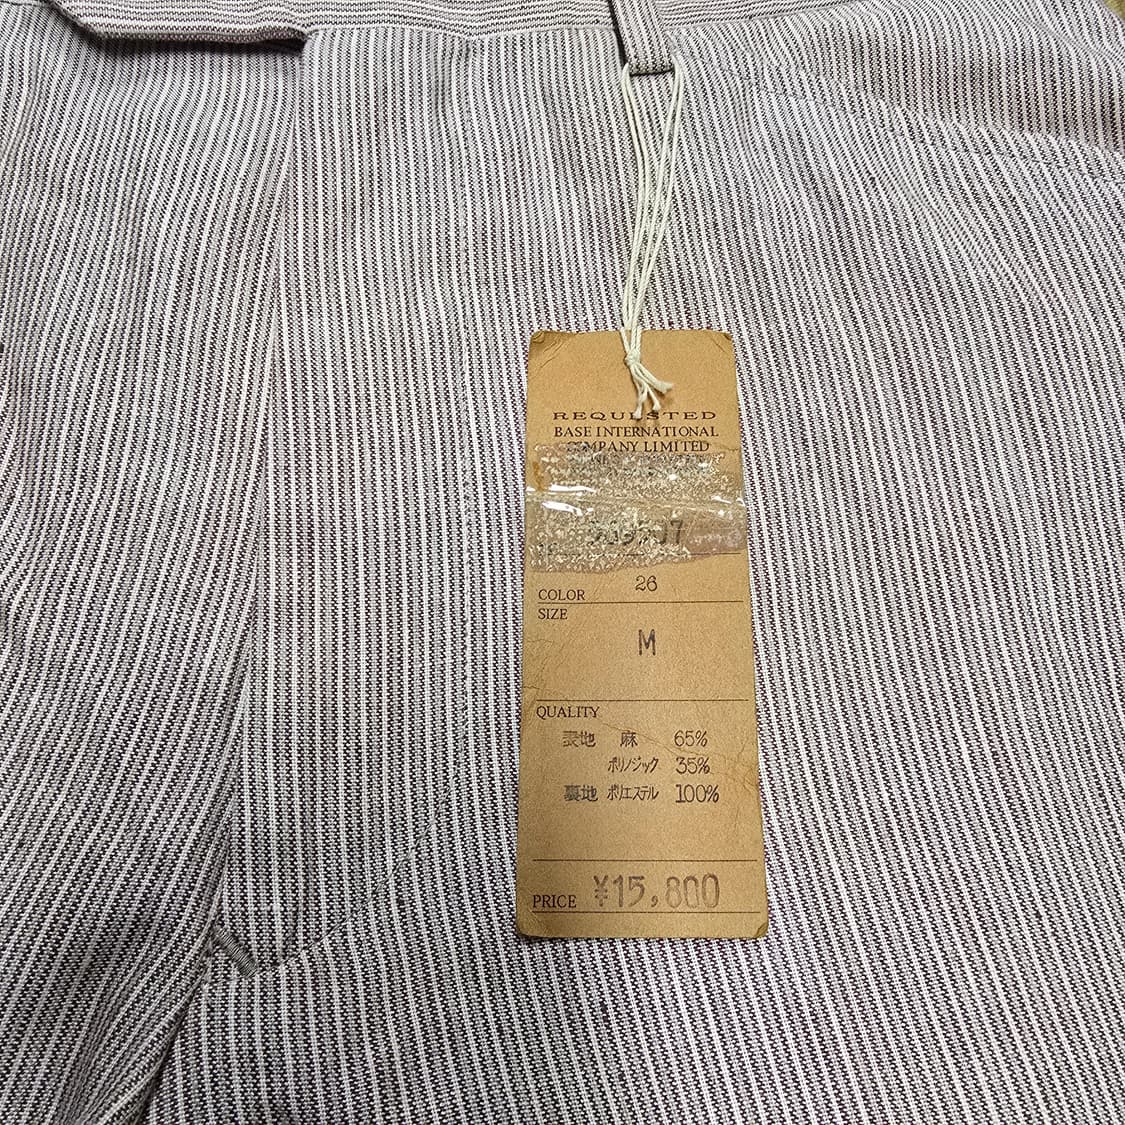 REQUESTED
BASE INTERNATIONAL
COMPANY LIMITED
COLOR 26
SIZE
M
QUALITY
表地 麻 65%
ポリノジック 35%
裏地 ポリエステル 100%
PRICE ¥15,800